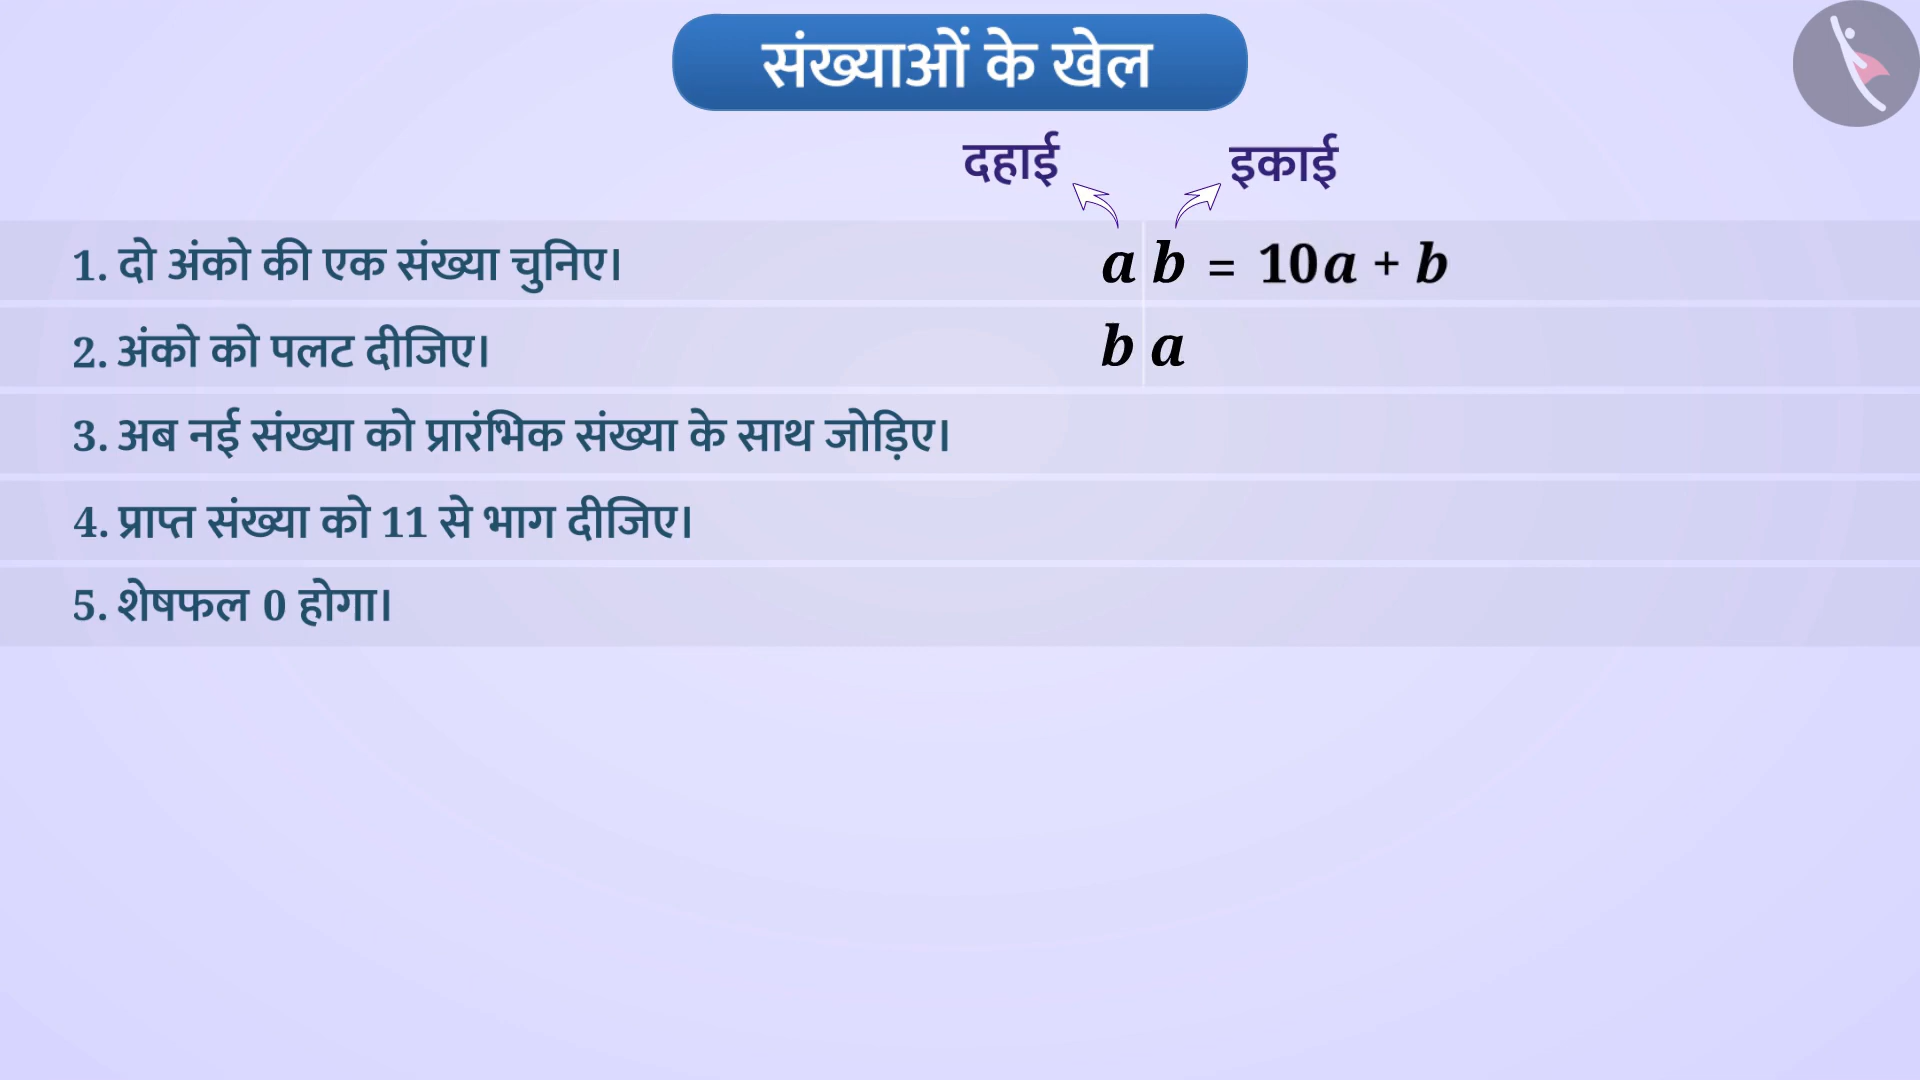 संख्याओं के खेल
दहाई इकाई
1. दो अंको की एक संख्या चुनिए। a b = 10a + b
2. अंको को पलट दीजिए। b a
3. अब नई संख्या को प्रारंभिक संख्या के साथ जोड़िए।
4. प्राप्त संख्या को 11 से भाग दीजिए।
5. शेषफल 0 होगा।